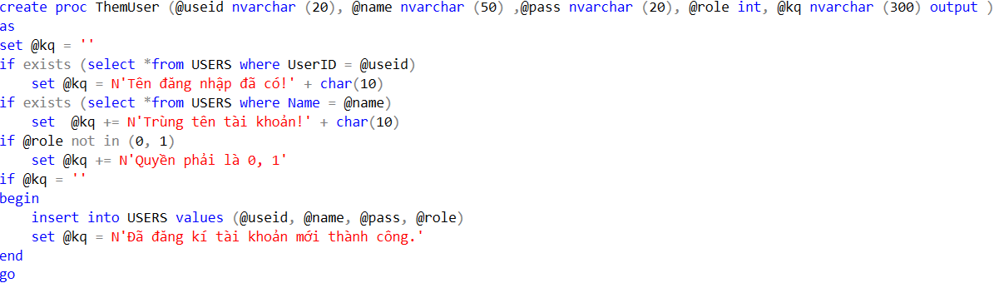 create proc ThemUser (@useid nvarchar (20), @name nvarchar (50) ,@pass nvarchar (20), @role int, @kq nvarchar (300) output )
as
set @kq = ''
if exists (select *from USERS where UserID = @useid)
    set @kq = N'Tên đăng nhập đã có!' + char(10)
if exists (select *from USERS where Name = @name)
    set  @kq += N'Trùng tên tài khoản!' + char(10)
if @role not in (0, 1)
    set @kq += N'Quyền phải là 0, 1'
if @kq = ''
begin
    insert into USERS values (@useid, @name, @pass, @role)
    set @kq = N'Đã đăng kí tài khoản mới thành công.'
end
go